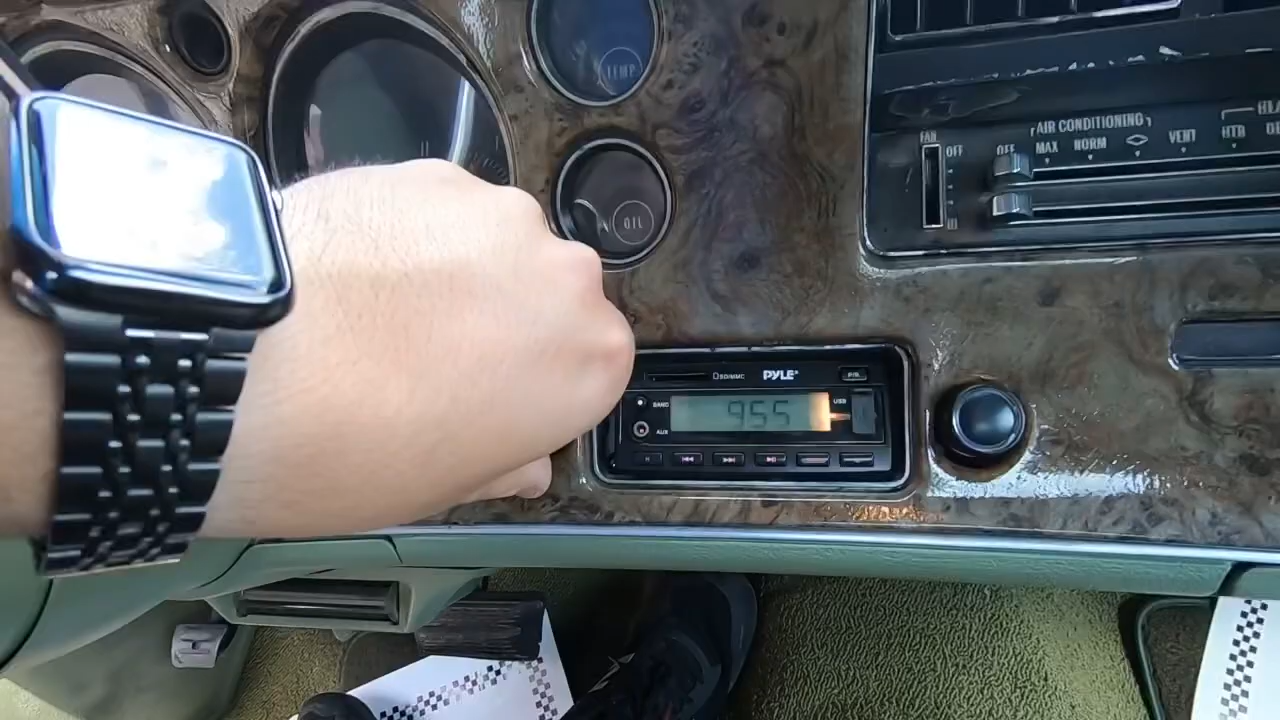 TEMP
OIL
FAN
OFF
AIR CONDITIONING
OFF
MAX
NORM
VENT
HTR
SD/MMC
PYLE
BAND
AUX
955
USB